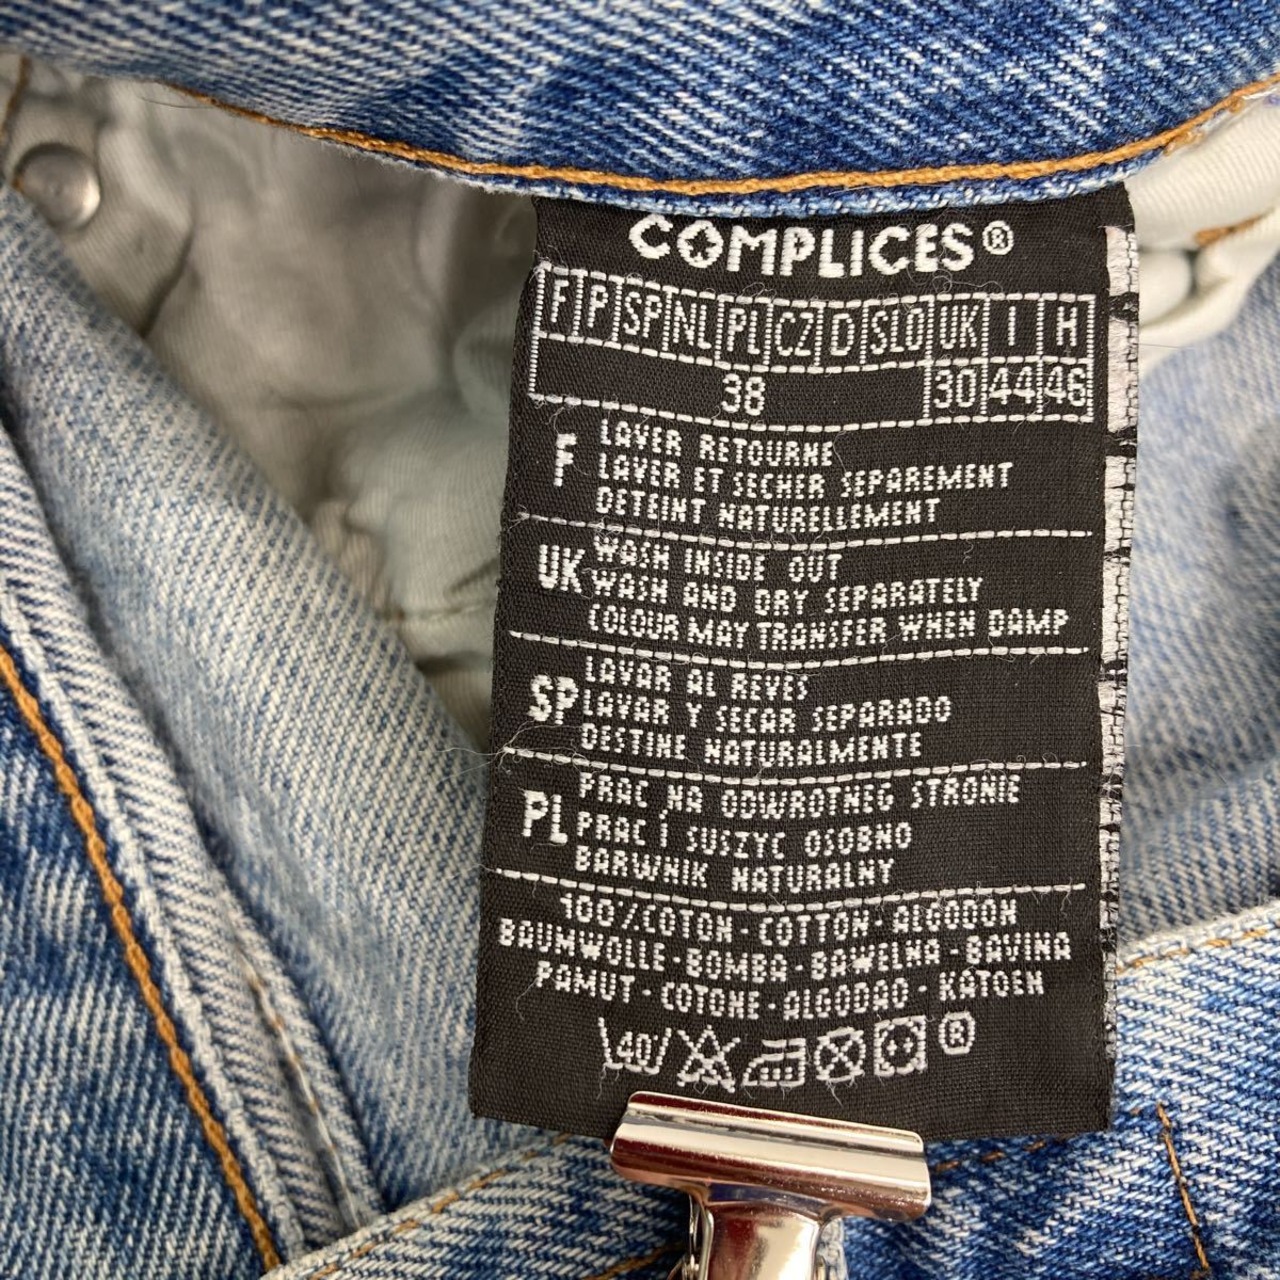 COMPLICES®
F P SP NL PL CZ D SLO UK I H
38 30 44 46
F
LAVER RETOURNE
LAVER ET SECHER SEPAREMENT
DETEINT NATURELLEMENT
UK
WASH INSIDE OUT
WASH AND DRY SEPARATELY
COLOUR MAY TRANSFER WHEN DAMP
SP
LAVAR AL REVES
LAVAR Y SECAR SEPARADO
DESTINE NATURALMENTE
PL
PRAC NA ODWROTNEG STRONIE
PRAC I SUSZYC OSOBNO
BARWNIK NATURALNY
100% COTON - COTTON - ALGODON
BAUMWOLLE - BOMBA - BAWELNA - BAVINA
PAMUT - COTONE - ALGODAO - KATOEN
40 ®